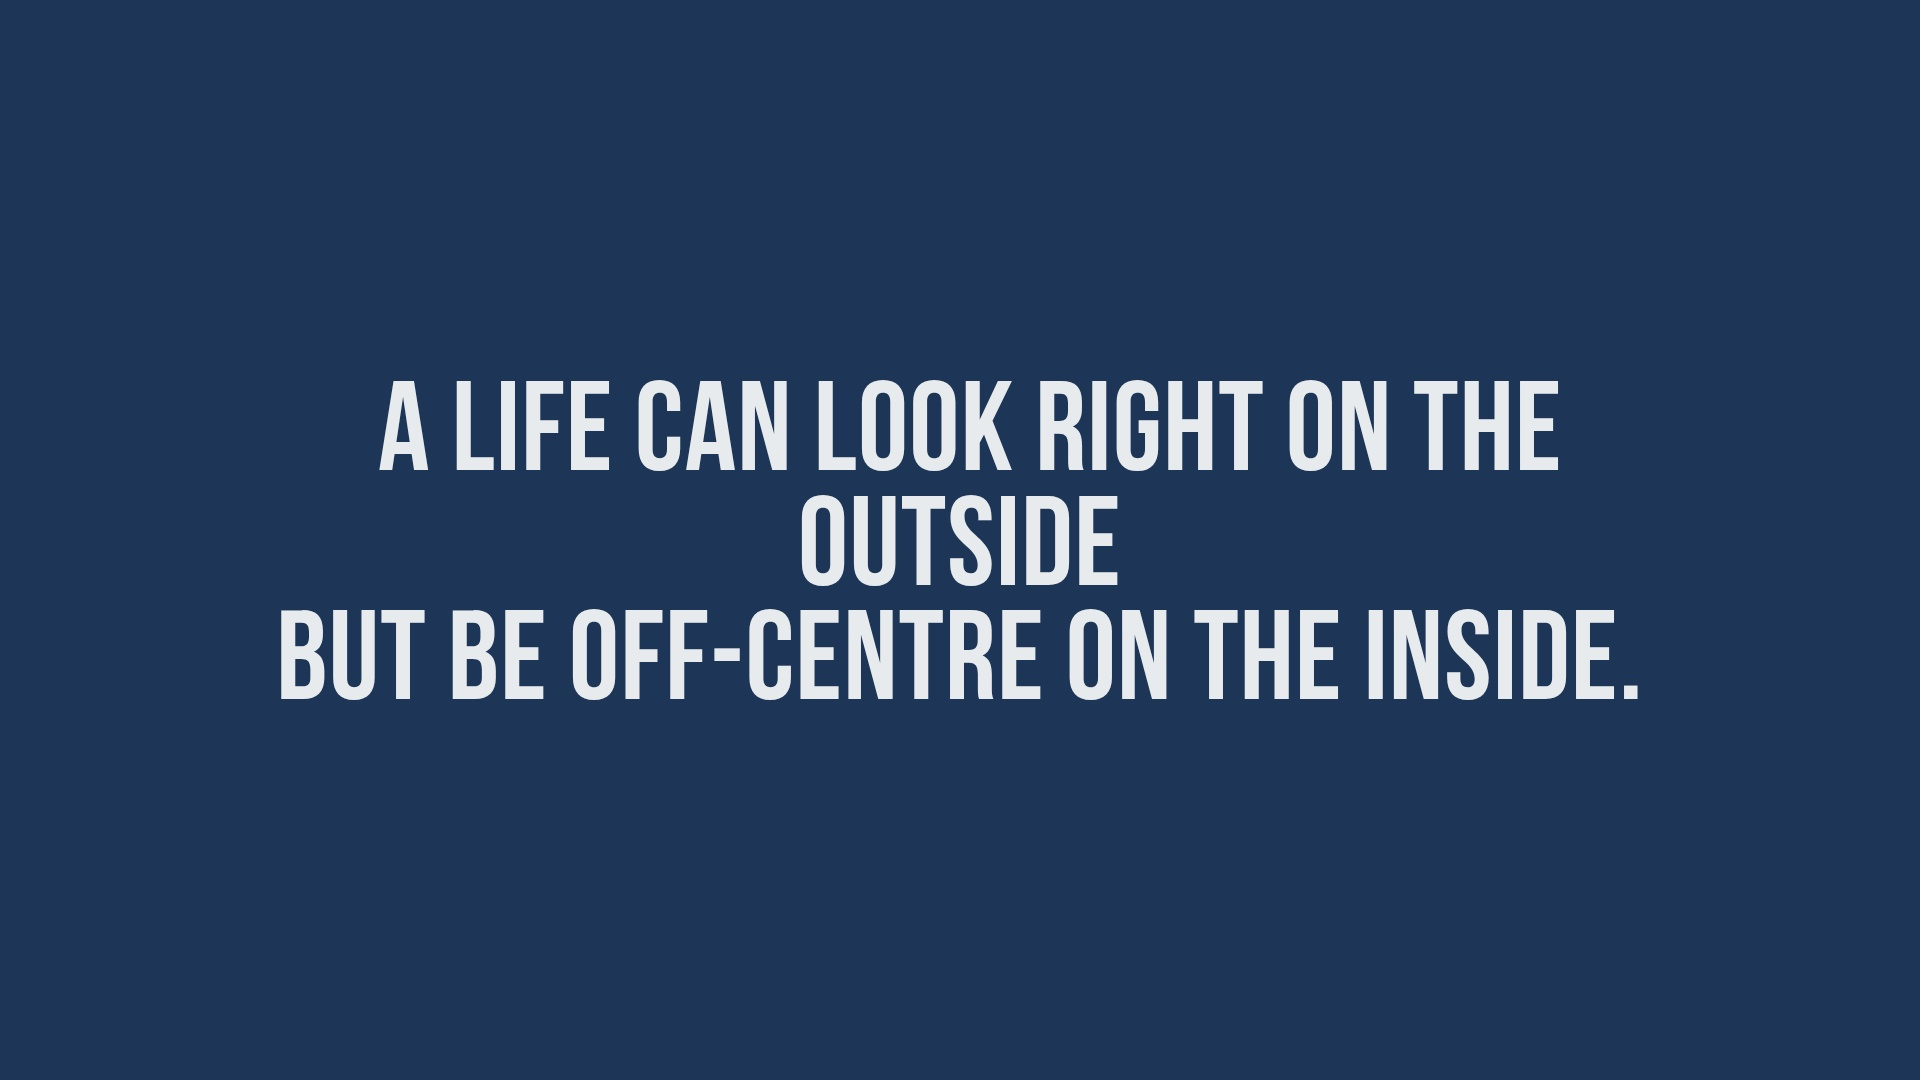 A LIFE CAN LOOK RIGHT ON THE
OUTSIDE
BUT BE OFF-CENTRE ON THE INSIDE.